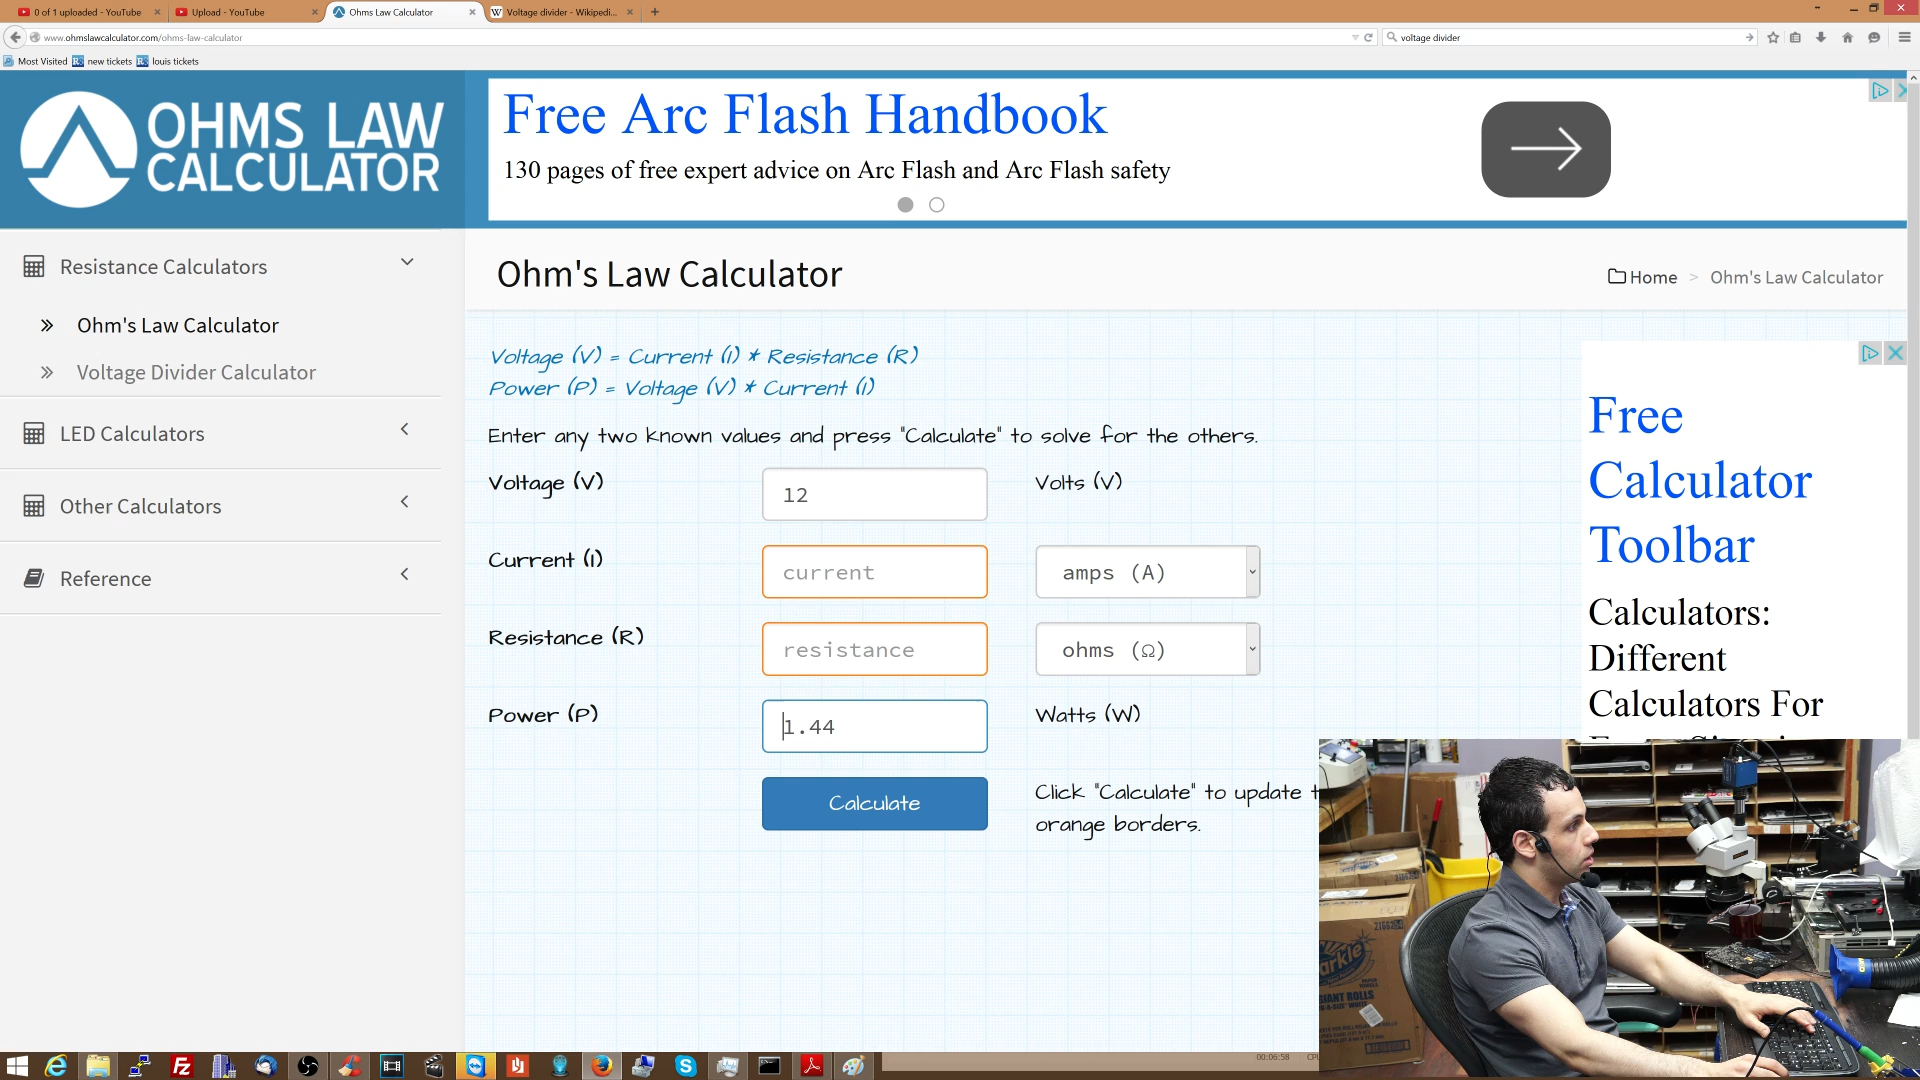 0 of 1 uploaded - YouTube
Upload - YouTube
Ohms Law Calculator
Voltage divider - Wikipedi...
www.ohmslawcalculator.com/ohms-law-calculator
voltage divider
Most Visited
new tickets
louis tickets
OHMS LAW
CALCULATOR
Free Arc Flash Handbook
130 pages of free expert advice on Arc Flash and Arc Flash safety
Resistance Calculators
Ohm's Law Calculator
Voltage Divider Calculator
LED Calculators
Other Calculators
Reference
Ohm's Law Calculator
Home > Ohm's Law Calculator
Voltage (V) = Current (I) * Resistance (R)
Power (P) = Voltage (V) * Current (I)
Enter any two known values and press "Calculate" to solve for the others.
Voltage (V)
12
Volts (V)
Current (I)
current
amps (A)
Resistance (R)
resistance
ohms (Ω)
Power (P)
1.44
Watts (W)
Calculate
Click "Calculate" to update
orange borders.
Free
Calculator
Toolbar
Calculators:
Different
Calculators For
00:06:58